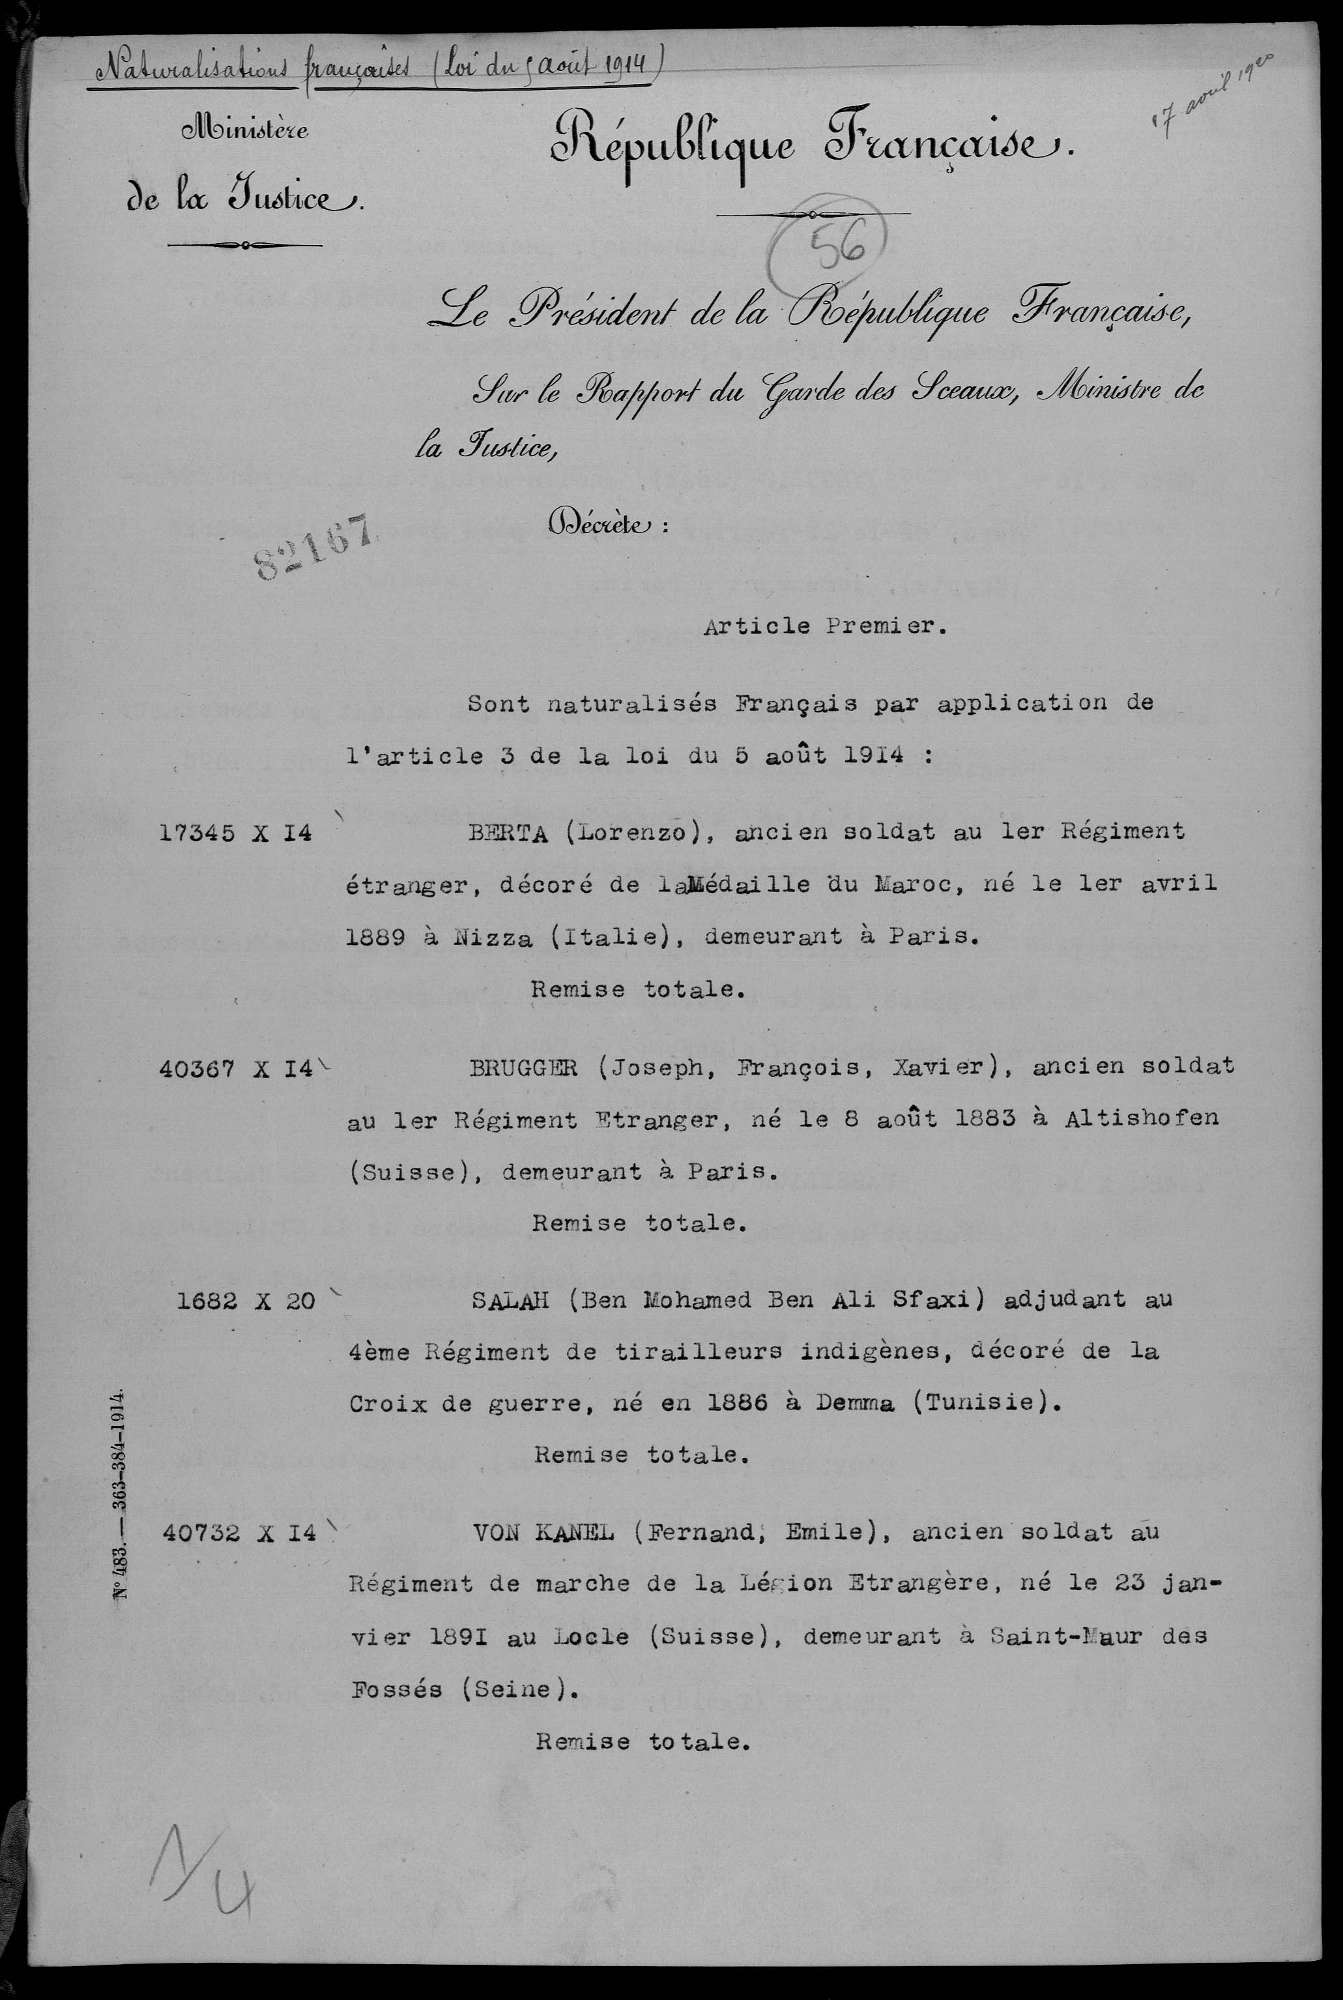 Naturalisations françaises (Loi du 5 août 1914)
17 avril 1920
Ministère
de la Justice.
République Française.
56
Le Président de la République Française,
Sur le Rapport du Garde des Sceaux, Ministre de
la Justice,
Décrète :
82167
Article Premier.
Sont naturalisés Français par application de
l'article 3 de la loi du 5 août 19I4 :
17345 X I4 BERTA (Lorenzo), ancien soldat au 1er Régiment
étranger, décoré de laMédaille du Maroc, né le 1er avril
1889 à Nizza (Italie), demeurant à Paris.
Remise totale.
40367 X I4 BRUGGER (Joseph, François, Xavier), ancien soldat
au 1er Régiment Etranger, né le 8 août 1883 à Altishofen
(Suisse), demeurant à Paris.
Remise totale.
1682 X 20 SALAH (Ben Mohamed Ben Ali Sfaxi) adjudant au
4ème Régiment de tirailleurs indigènes, décoré de la
Croix de guerre, né en 1886 à Demma (Tunisie).
Remise totale.
40732 X I4 VON KANEL (Fernand, Emile), ancien soldat au
Régiment de marche de la Légion Etrangère, né le 23 jan-
vier 189I au Locle (Suisse), demeurant à Saint-Maur des
Fossés (Seine).
Remise totale.
N° 483. — 363-384-1914.
1/4